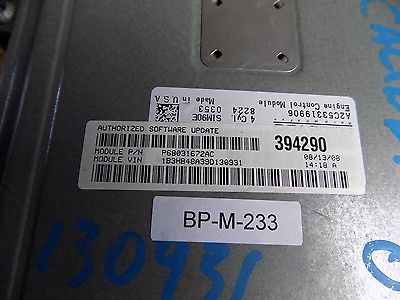 A2C53319906
Engine Control Module
4 Cyl. 8224 0353
SIM90E Made in U S A
AUTHORIZED SOFTWARE UPDATE
394290
MODULE P/N P68031672AC 08/13/08
MODULE VIN 1B3HB48A39D130931 14:18 A
BP-M-233
130931